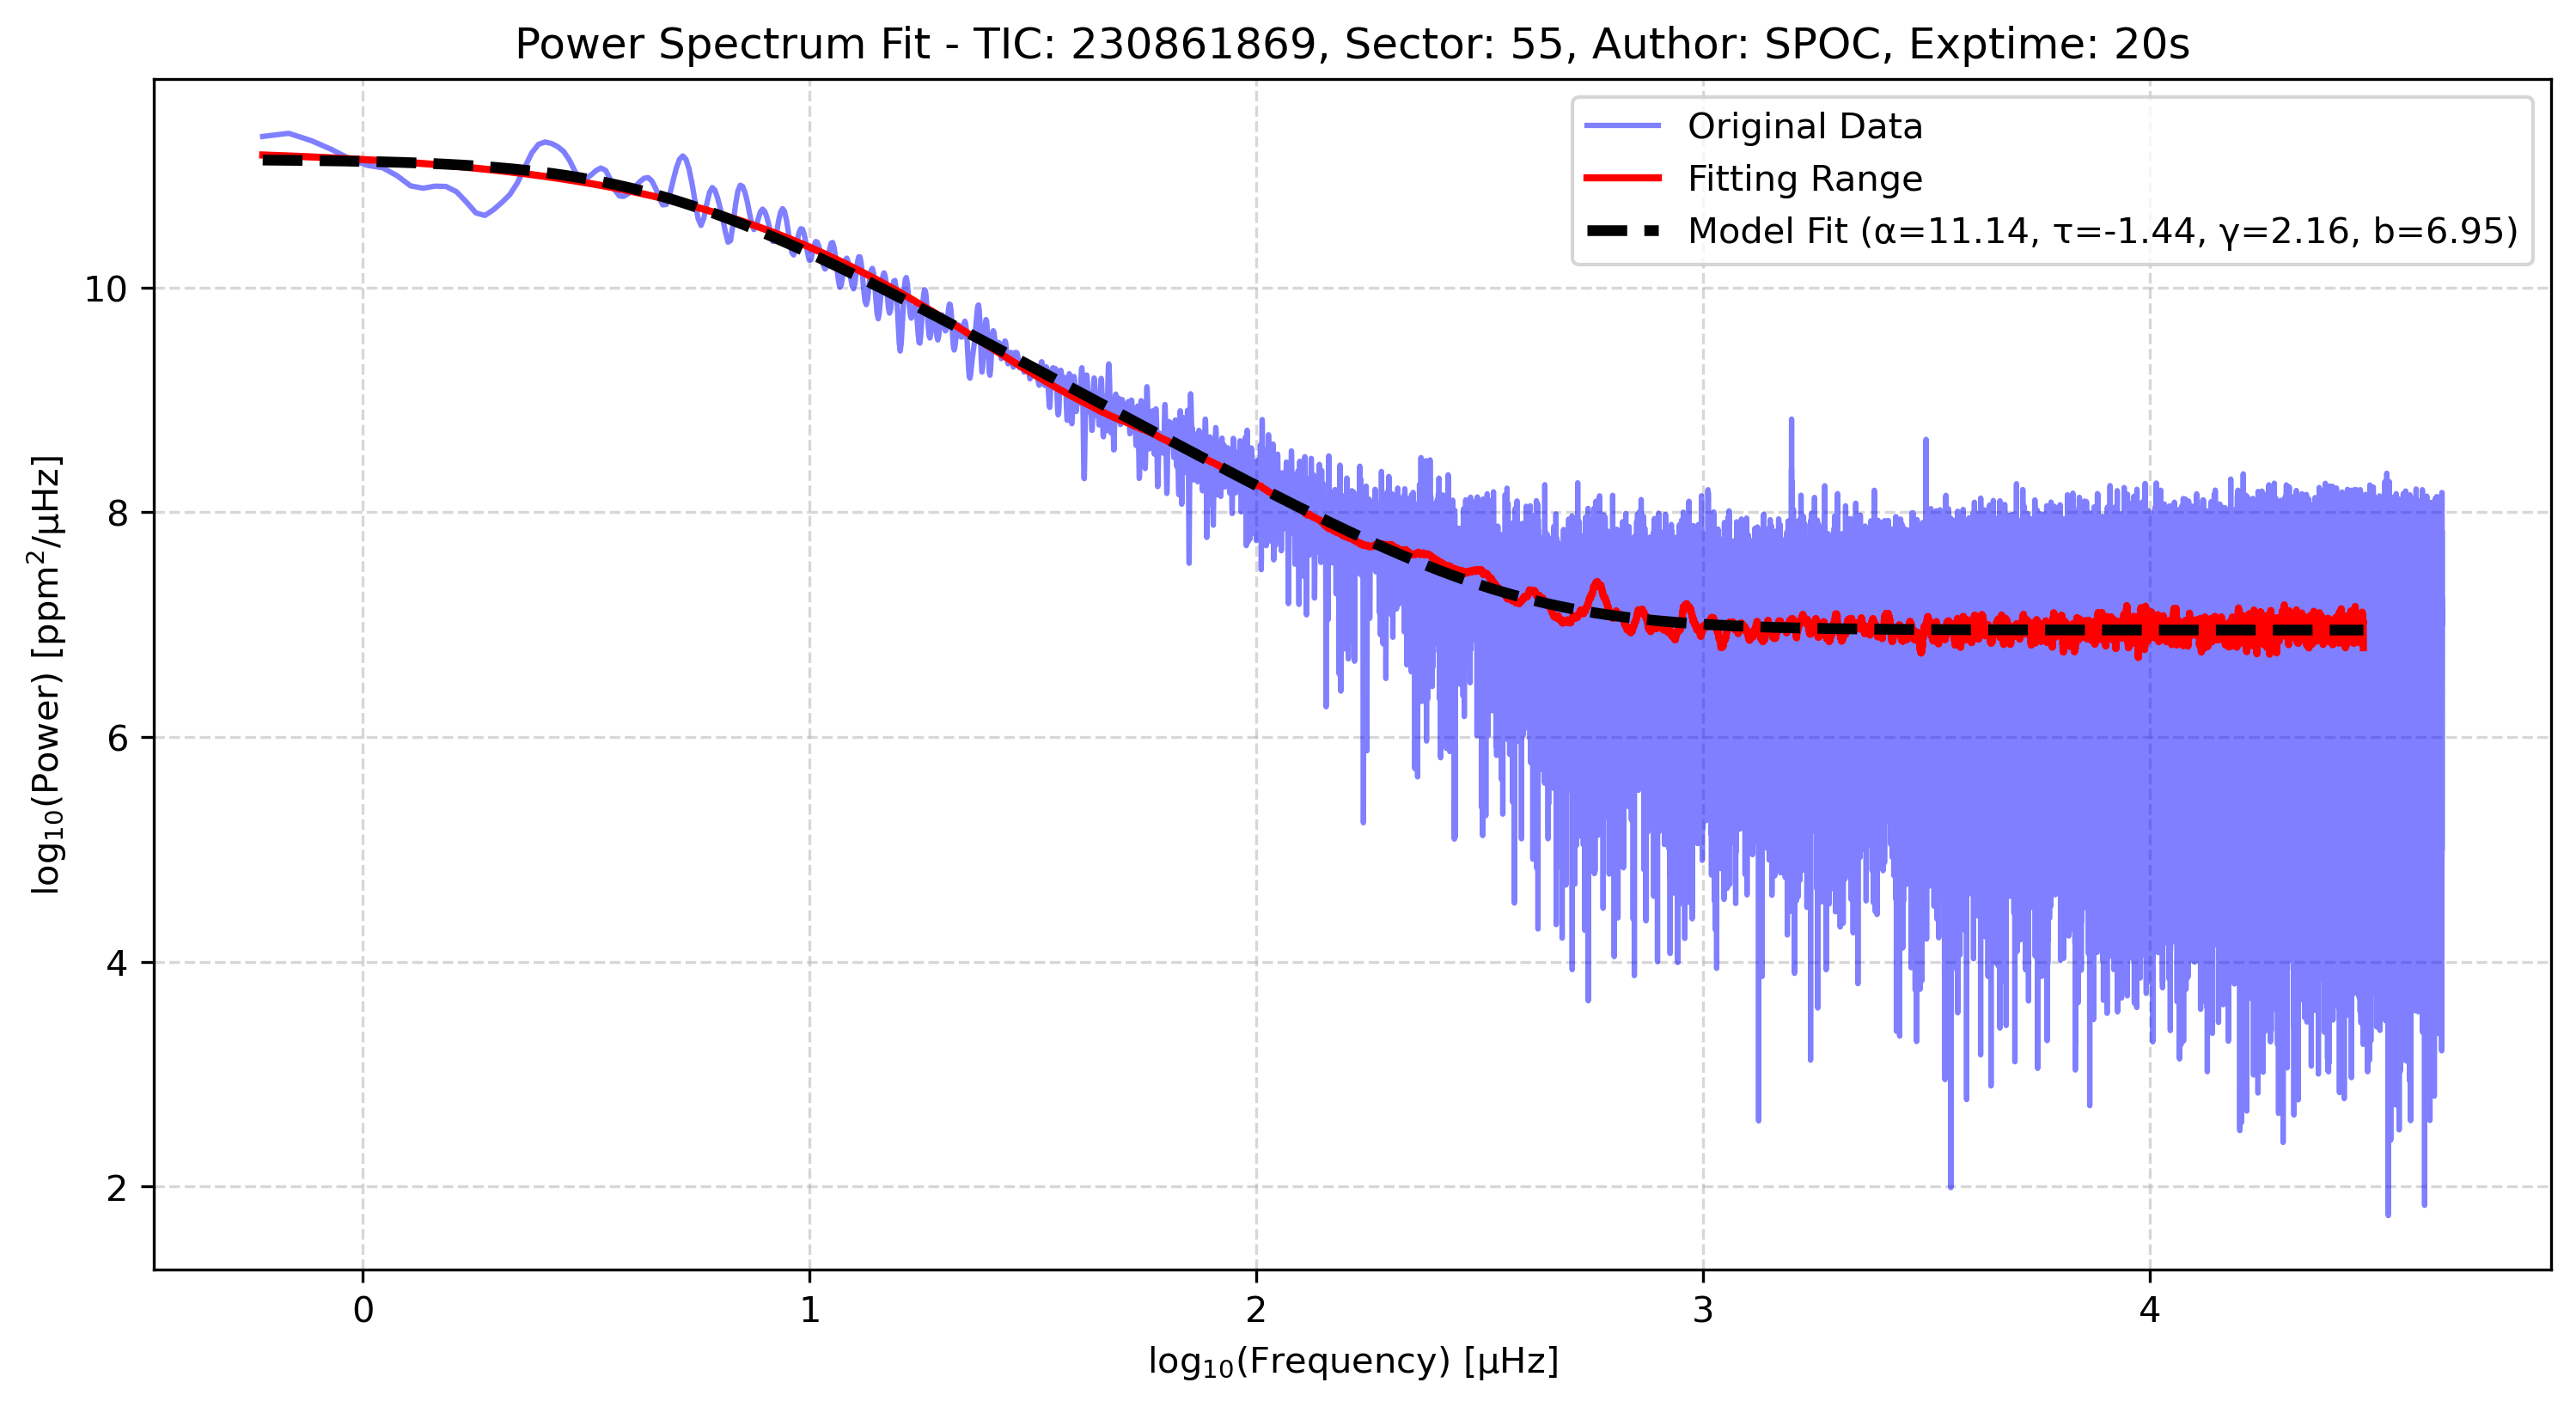 Power Spectrum Fit - TIC: 230861869, Sector: 55, Author: SPOC, Exptime: 20s
Original Data
Fitting Range
Model Fit (α=11.14, τ=-1.44, γ=2.16, b=6.95)
log₁₀(Power) [ppm²/μHz]
10
8
6
4
2
0 1 2 3 4
log₁₀(Frequency) [μHz]